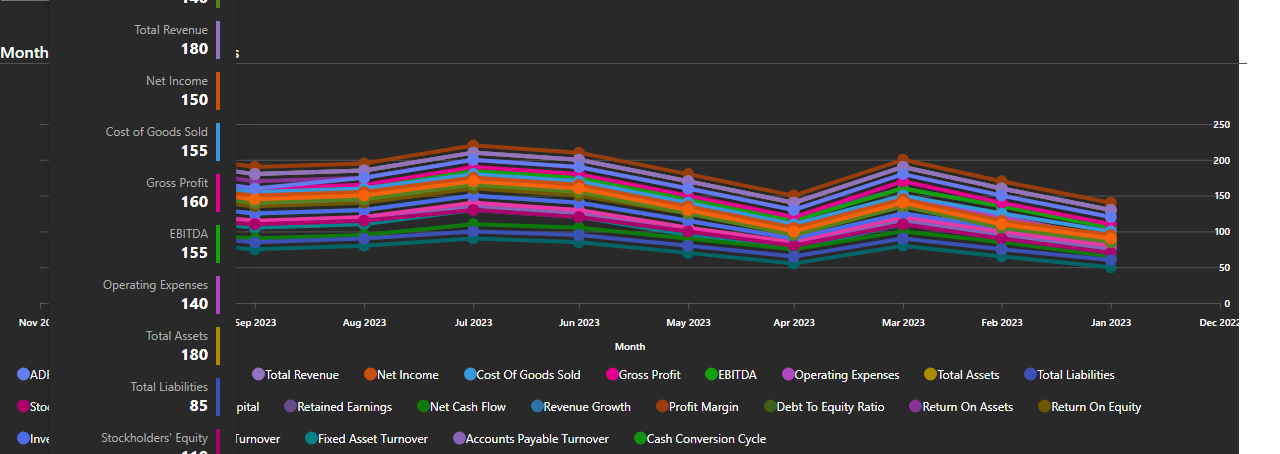 140
Total Revenue
180
Month
s
Net Income
150
Cost of Goods Sold
155
Gross Profit
160
EBITDA
155
Operating Expenses
140
Total Assets
180
Total Liabilities
85
Stockholders' Equity
110
250
200
150
100
50
0
Nov 20 Sep 2023 Aug 2023 Jul 2023 Jun 2023 May 2023 Apr 2023 Mar 2023 Feb 2023 Jan 2023 Dec 2022
Month
ADR Total Revenue Net Income Cost Of Goods Sold Gross Profit EBITDA Operating Expenses Total Assets Total Liabilities
Stoc pital Retained Earnings Net Cash Flow Revenue Growth Profit Margin Debt To Equity Ratio Return On Assets Return On Equity
Inve Turnover Fixed Asset Turnover Accounts Payable Turnover Cash Conversion Cycle